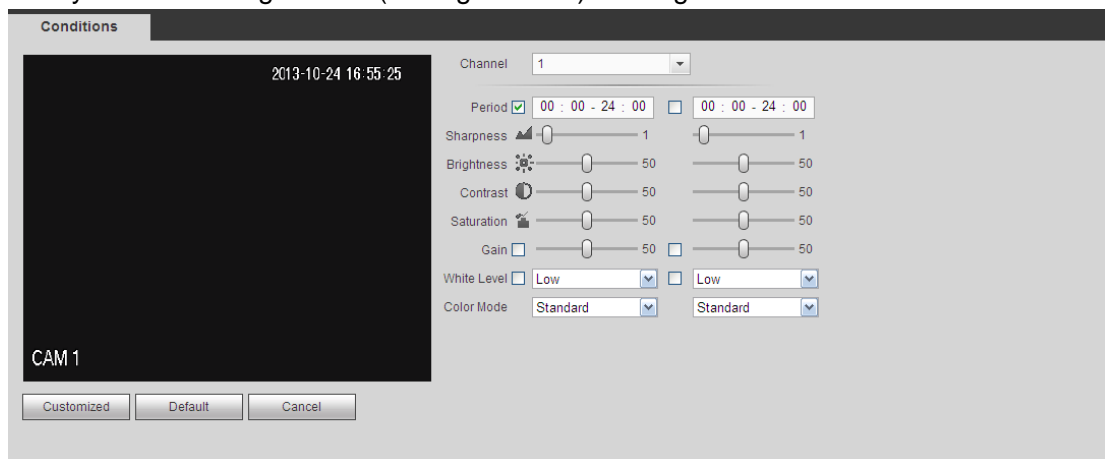 Conditions
2013-10-24 16:55:25
CAM 1
Channel 1
Period 00 : 00 - 24 : 00 00 : 00 - 24 : 00
Sharpness 1 1
Brightness 50 50
Contrast 50 50
Saturation 50 50
Gain 50 50
White Level Low Low
Color Mode Standard Standard
Customized Default Cancel